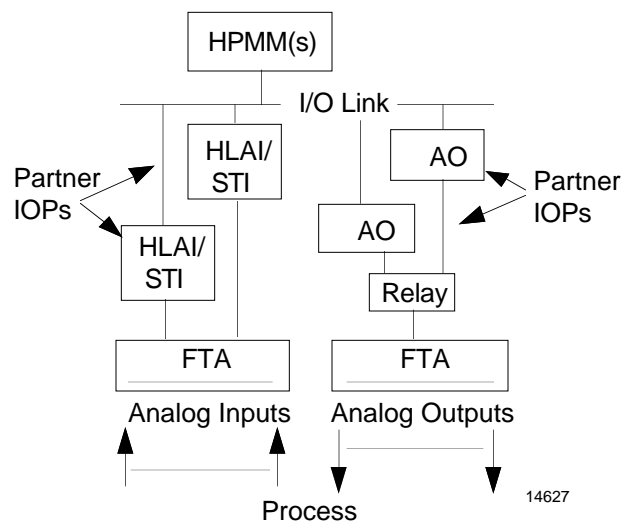 HPMM(s)
I/O Link
HLAI/
STI
AO
Partner
IOPs
Partner
IOPs
HLAI/
STI
AO
Relay
FTA
FTA
Analog Inputs
Analog Outputs
Process
14627